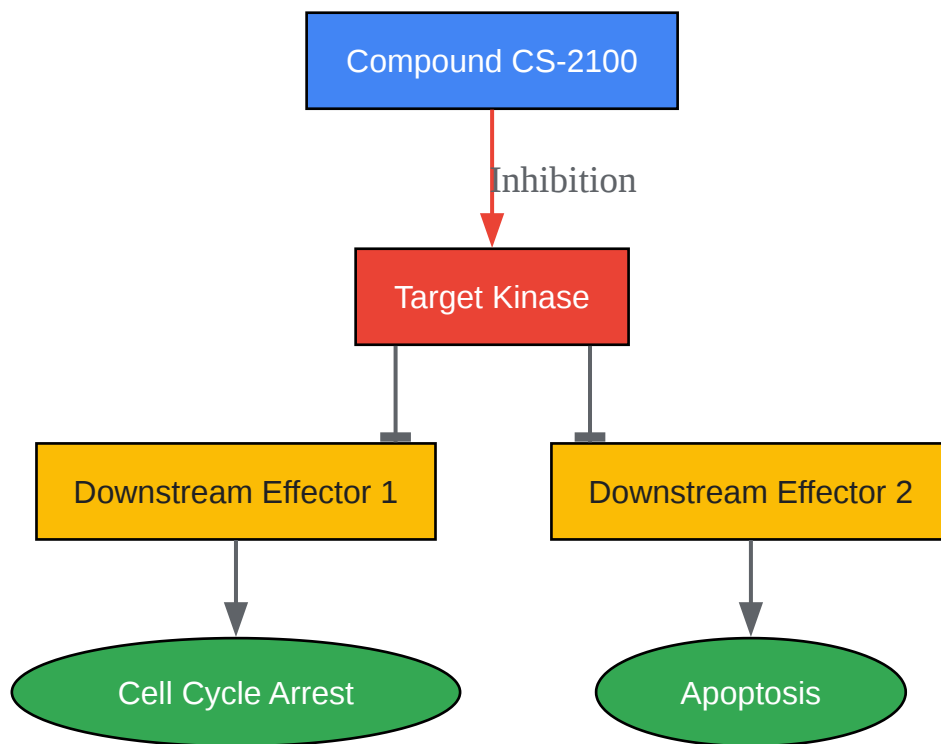 Compound CS-2100
Inhibition
Target Kinase
Downstream Effector 1
Downstream Effector 2
Cell Cycle Arrest
Apoptosis